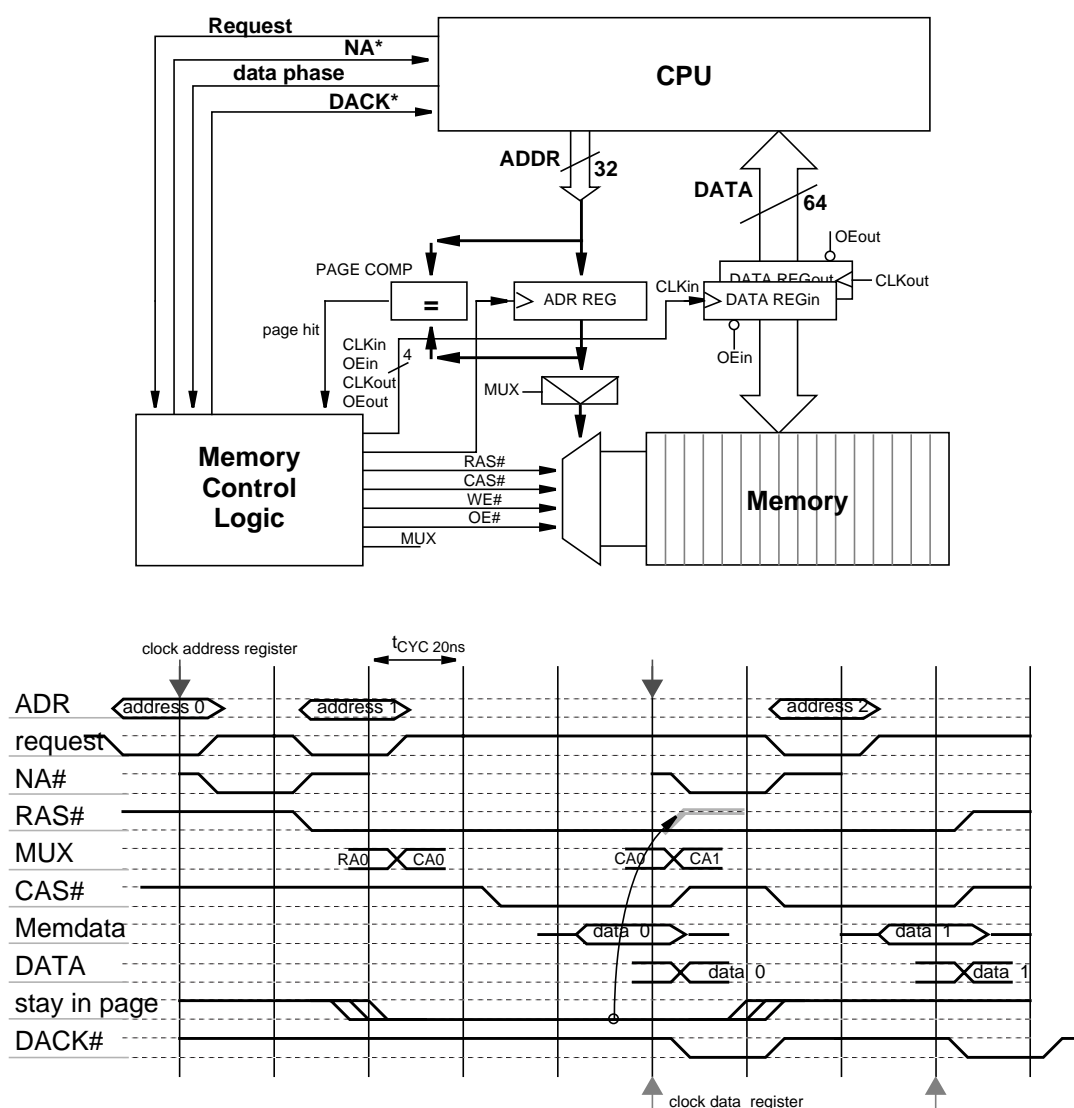 Request
NA*
data phase
DACK*
CPU
ADDR
32
DATA
64
OEout
PAGE COMP
DATA REGout
CLKin
CLKout
=
ADR REG
DATA REGin
page hit
CLKin
OEin
CLKout
OEout
4
OEin
MUX
Memory
Control
Logic
RAS#
CAS#
WE#
OE#
MUX
Memory
clock address register
tCYC 20ns
ADR
address 0
address 1
address 2
request
NA#
RAS#
MUX
RA0
CA0
CA0
CA1
CAS#
Memdata
data 0
data 1
DATA
data 0
data 1
stay in page
DACK#
clock data register